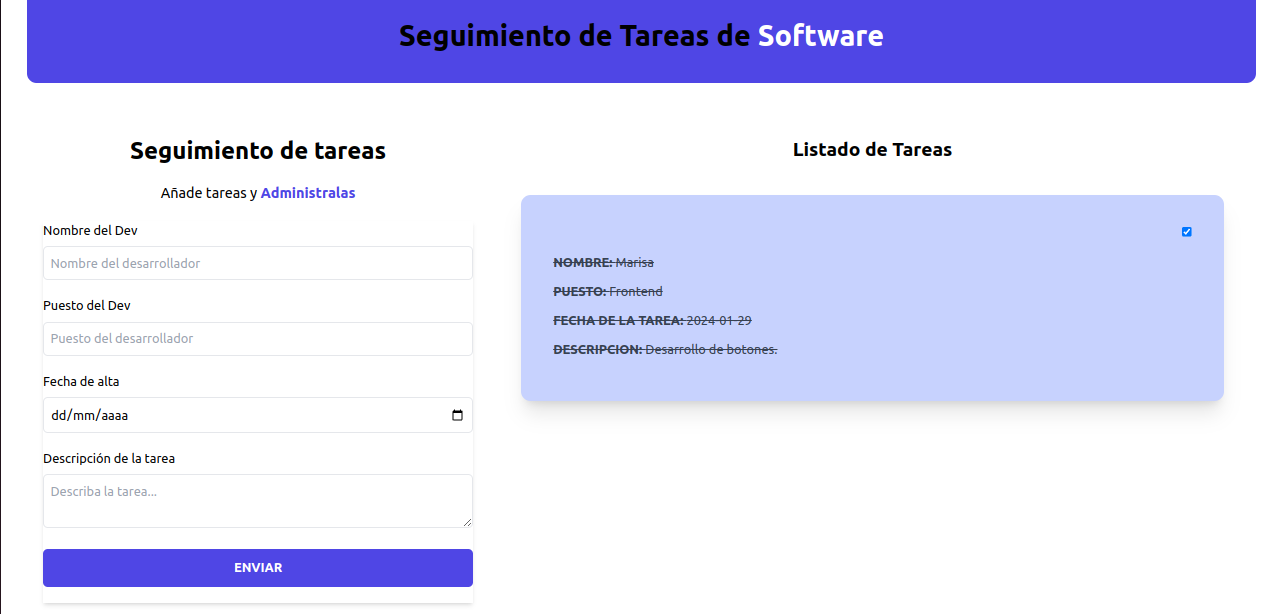 Seguimiento de Tareas de Software
Seguimiento de tareas
Añade tareas y Administralas
Nombre del Dev
Nombre del desarrollador
Puesto del Dev
Puesto del desarrollador
Fecha de alta
dd/mm/aaaa
Descripción de la tarea
Describa la tarea...
ENVIAR
Listado de Tareas
NOMBRE: Marisa
PUESTO: Frontend
FECHA DE LA TAREA: 2024-01-29
DESCRIPCION: Desarrollo de botones.